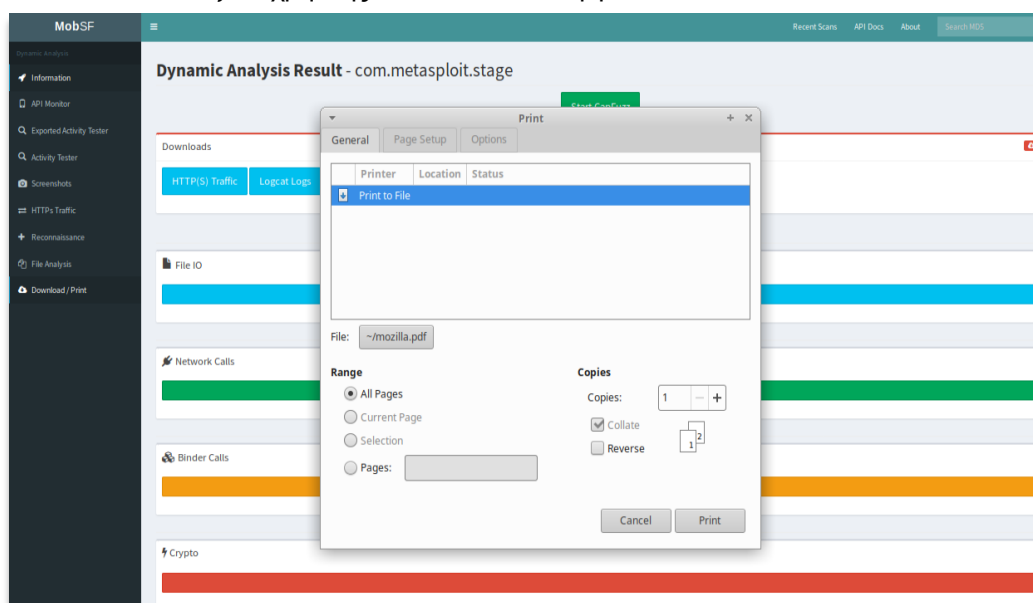 MobSF
Recent Scans
API Docs
About
Search MD5
Dynamic Analysis
Information
API Monitor
Exported Activity Tester
Activity Tester
Screenshots
HTTPs Traffic
Reconnaissance
File Analysis
Download / Print
Dynamic Analysis Result - com.metasploit.stage
Downloads
HTTP(S) Traffic
Logcat Logs
File IO
Network Calls
Binder Calls
Crypto
Print
General
Page Setup
Options
Printer
Location
Status
Print to File
File:
~/mozilla.pdf
Range
All Pages
Current Page
Selection
Pages:
Copies
Copies:
1
Collate
Reverse
1
2
Cancel
Print